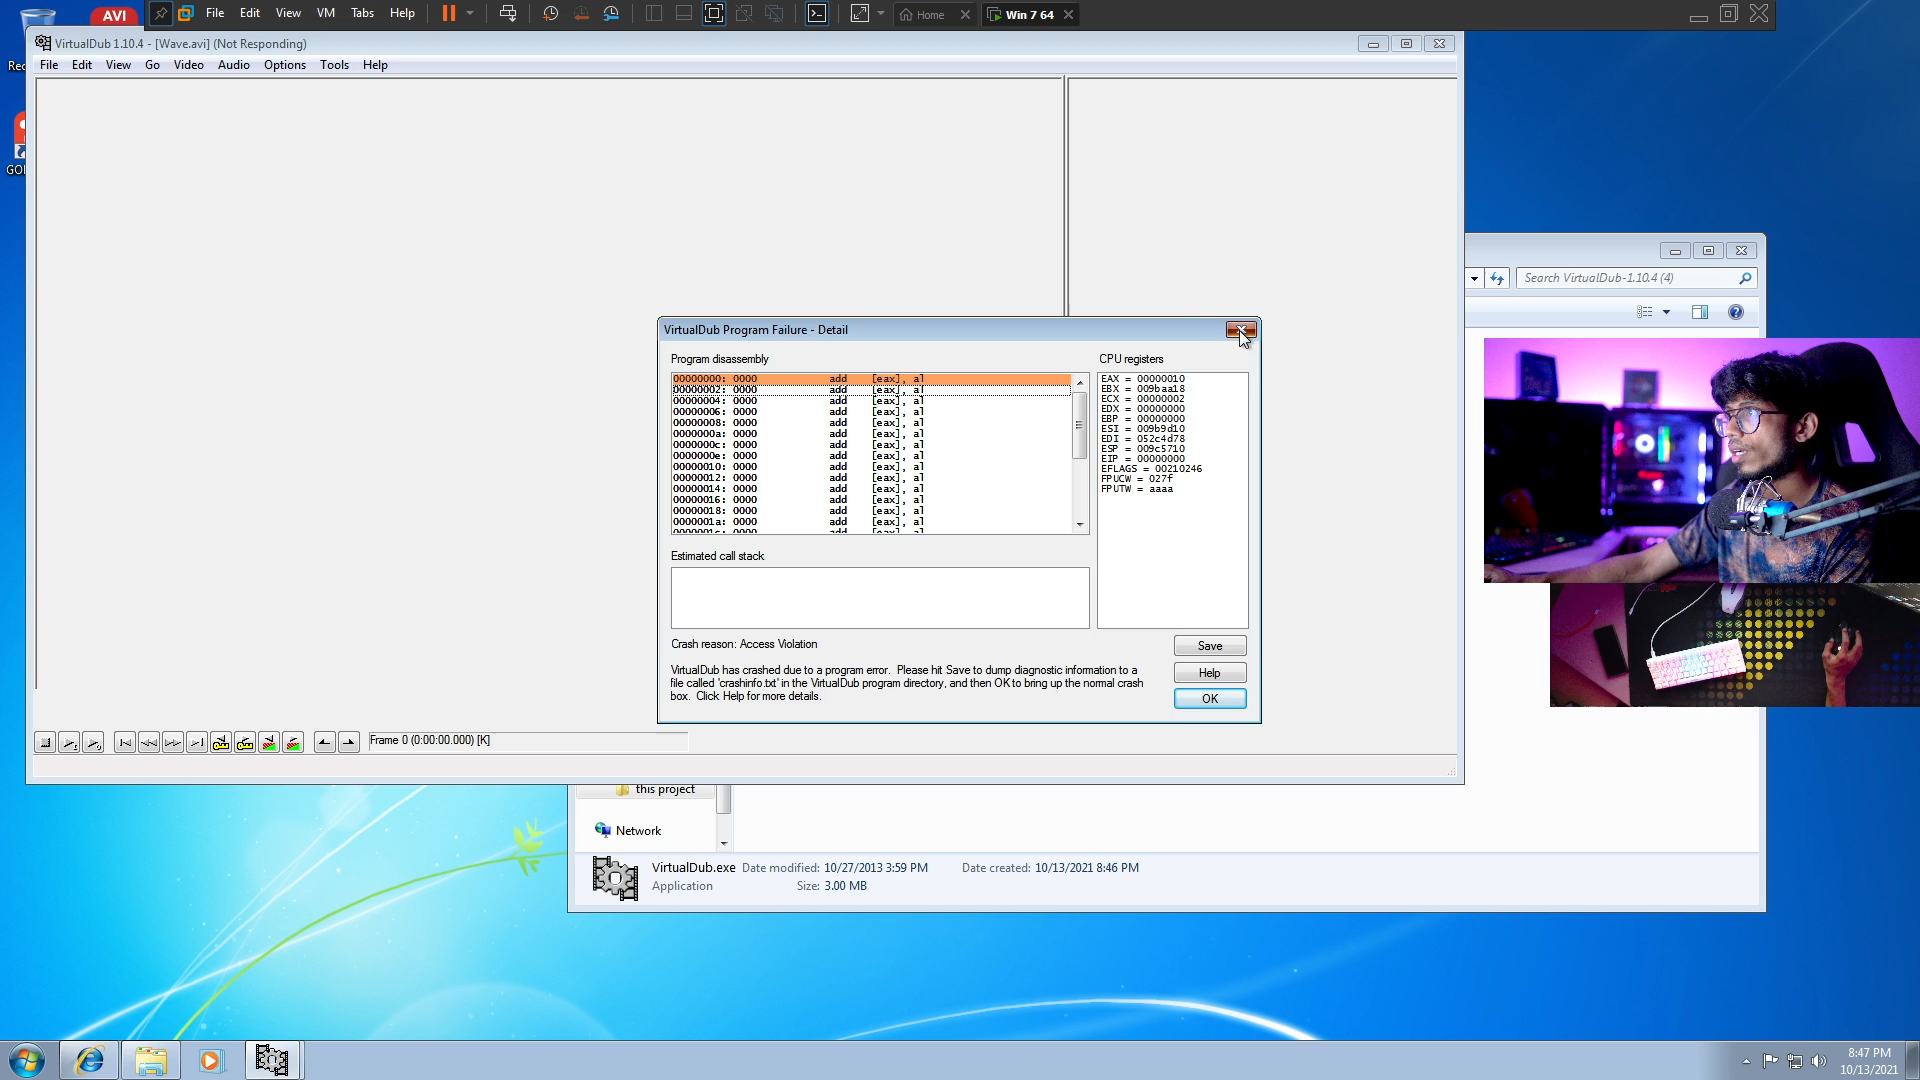 AVI
File Edit View VM Tabs Help
Home
Win 7 64
VirtualDub 1.10.4 - [Wave.avi] (Not Responding)
File Edit View Go Video Audio Options Tools Help
Search VirtualDub-1.10.4 (4)
VirtualDub Program Failure - Detail
Program disassembly
00000000: 0000 add [eax], al
00000002: 0000 add [eax], al
00000004: 0000 add [eax], al
00000006: 0000 add [eax], al
00000008: 0000 add [eax], al
0000000a: 0000 add [eax], al
0000000c: 0000 add [eax], al
0000000e: 0000 add [eax], al
00000010: 0000 add [eax], al
00000012: 0000 add [eax], al
00000014: 0000 add [eax], al
00000016: 0000 add [eax], al
00000018: 0000 add [eax], al
0000001a: 0000 add [eax], al
0000001c: 0000 add [eax], al
CPU registers
EAX = 00000010
EBX = 009baa18
ECX = 00000002
EDX = 00000000
EBP = 00000000
ESI = 009b9d10
EDI = 052c4d78
ESP = 009c5710
EIP = 00000000
EFLAGS = 00210246
FPUCW = 027f
FPUTW = aaaa
Estimated call stack
Crash reason: Access Violation
VirtualDub has crashed due to a program error. Please hit Save to dump diagnostic information to a
file called 'crashinfo.txt' in the VirtualDub program directory, and then OK to bring up the normal crash
box. Click Help for more details.
Save
Help
OK
Frame 0 (0:00:00.000) [K]
this project
Network
VirtualDub.exe Date modified: 10/27/2013 3:59 PM Date created: 10/13/2021 8:46 PM
Application Size: 3.00 MB
8:47 PM
10/13/2021